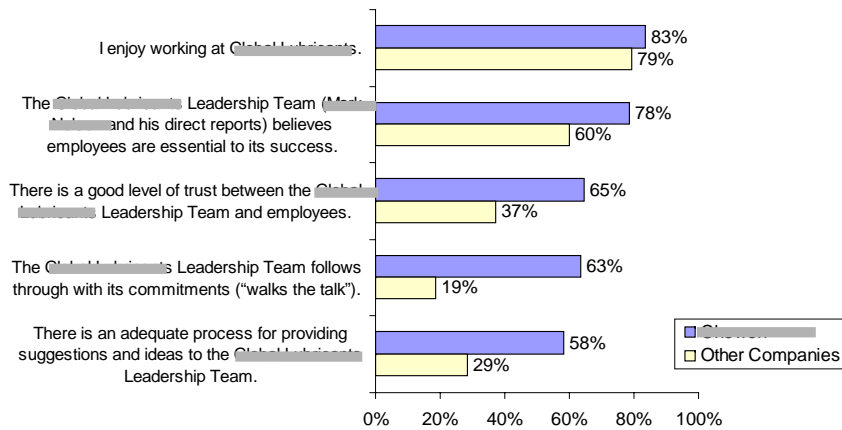 I enjoy working at
83%
79%
The Leadership Team (
and his direct reports) believes
employees are essential to its success.
78%
60%
There is a good level of trust between the
Leadership Team and employees.
65%
37%
The Leadership Team follows
through with its commitments (“walks the talk”).
63%
19%
There is an adequate process for providing
suggestions and ideas to the
Leadership Team.
58%
29%
Other Companies
0% 20% 40% 60% 80% 100%